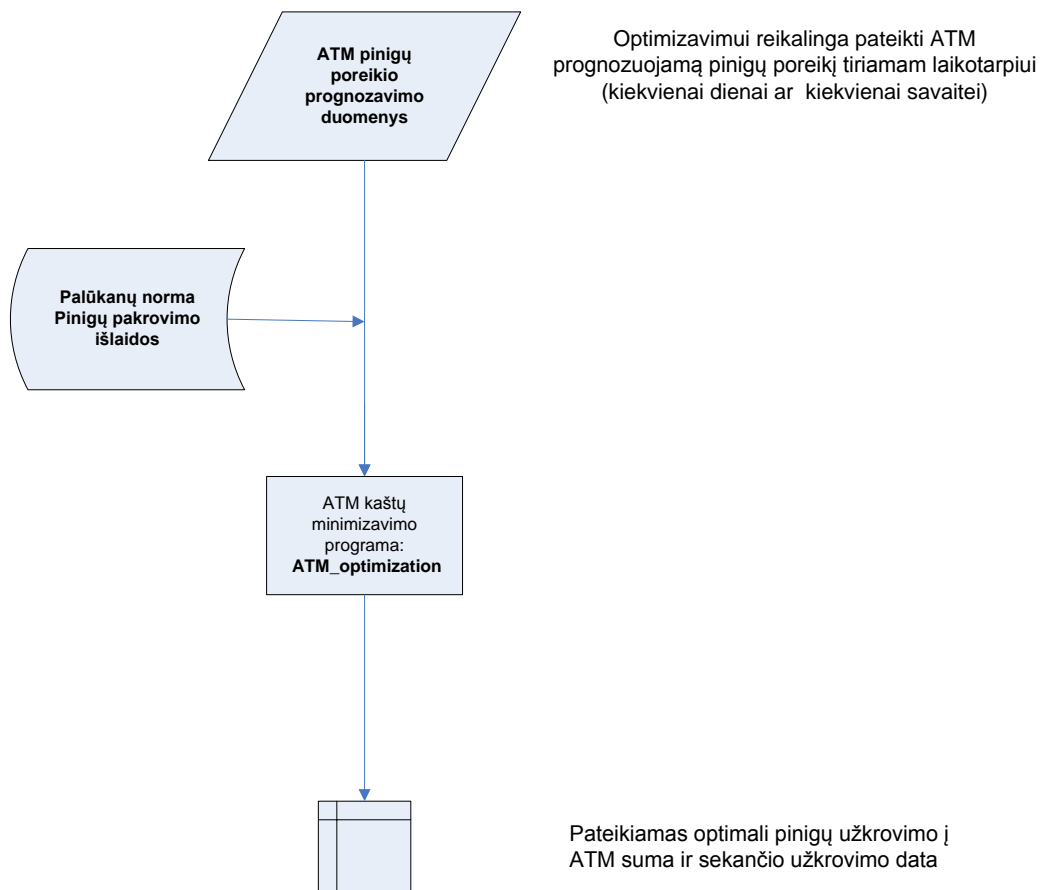 ATM pinigų
poreikio
prognozavimo
duomenys
Optimizavimui reikalinga pateikti ATM
prognozuojamą pinigų poreikį tiriamam laikotarpiui
(kiekvienai dienai ar  kiekvienai savaitei)
Palūkanų norma
Pinigų pakrovimo
išlaidos
ATM kaštų
minimizavimo
programa:
ATM_optimization
Pateikiamas optimali pinigų užkrovimo į
ATM suma ir sekančio užkrovimo data